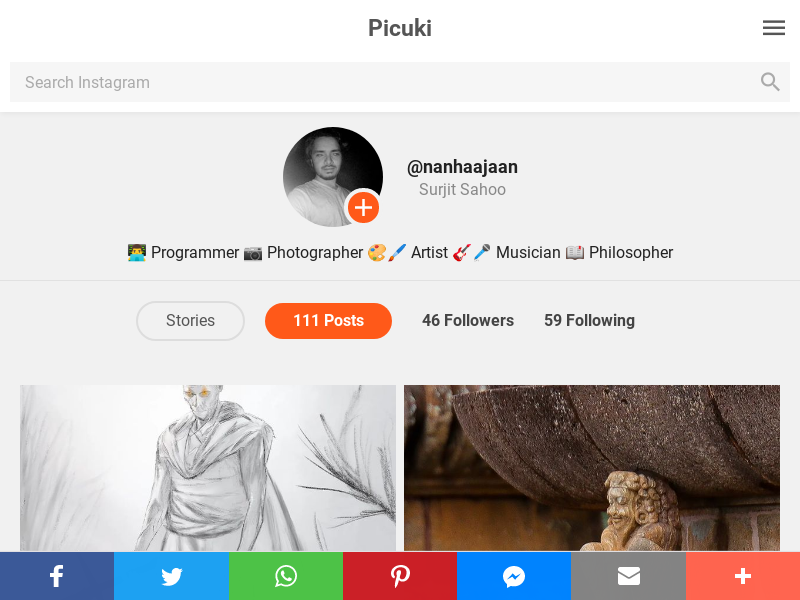 Picuki
Search Instagram
@nanhaajaan
Surjit Sahoo
👨‍💻 Programmer 📷 Photographer 🎨🖌️ Artist 🎸🎤 Musician 📖 Philosopher
Stories
111 Posts
46 Followers
59 Following